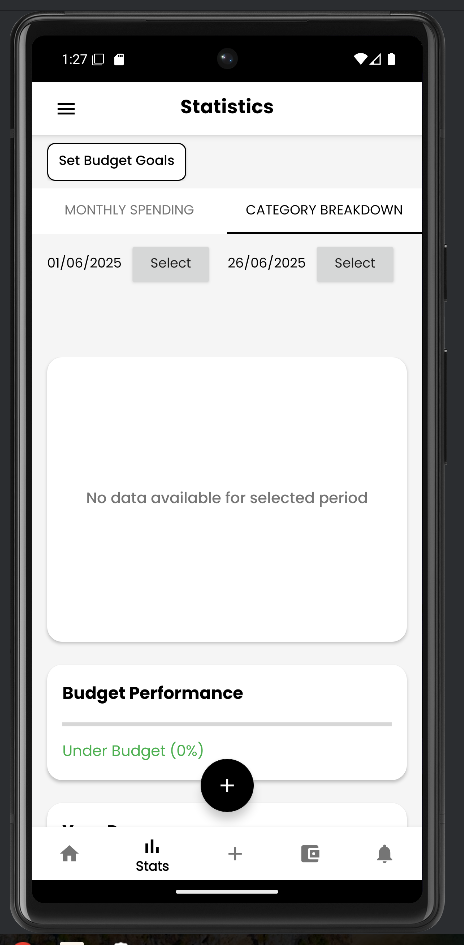 1:27
Statistics
Set Budget Goals
MONTHLY SPENDING CATEGORY BREAKDOWN
01/06/2025 Select 26/06/2025 Select
No data available for selected period
Budget Performance
Under Budget (0%)
+
Stats